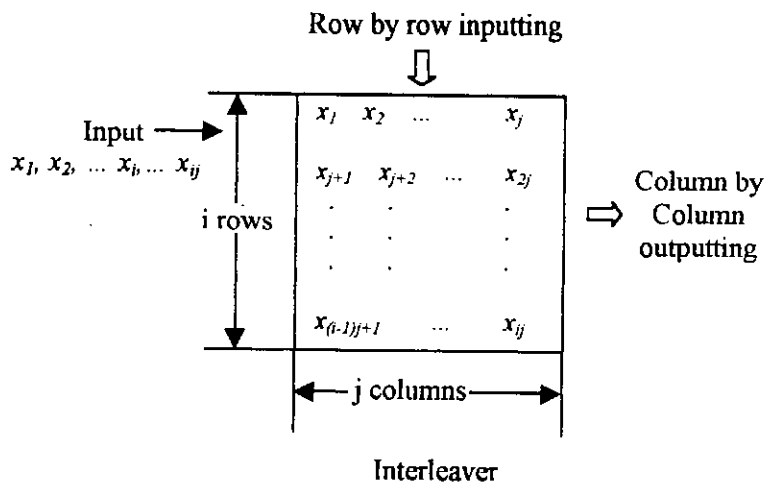 Row by row inputting
Input
x1, x2, ... xi, ... xij
x1 x2 ... xj
xj+1 xj+2 ... x2j
. . .
. . .
. . .
x(i-1)j+1 ... xij
i rows
Column by
Column
outputting
j columns
Interleaver